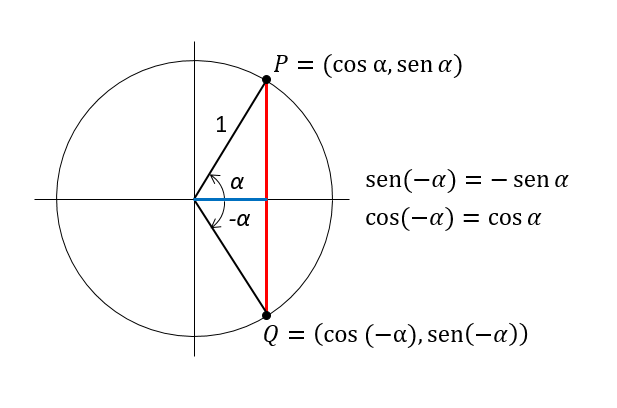 P = (cos α, sen α)
1
α
sen(−α) = − sen α
-α
cos(−α) = cos α
Q = (cos (−α), sen(−α))